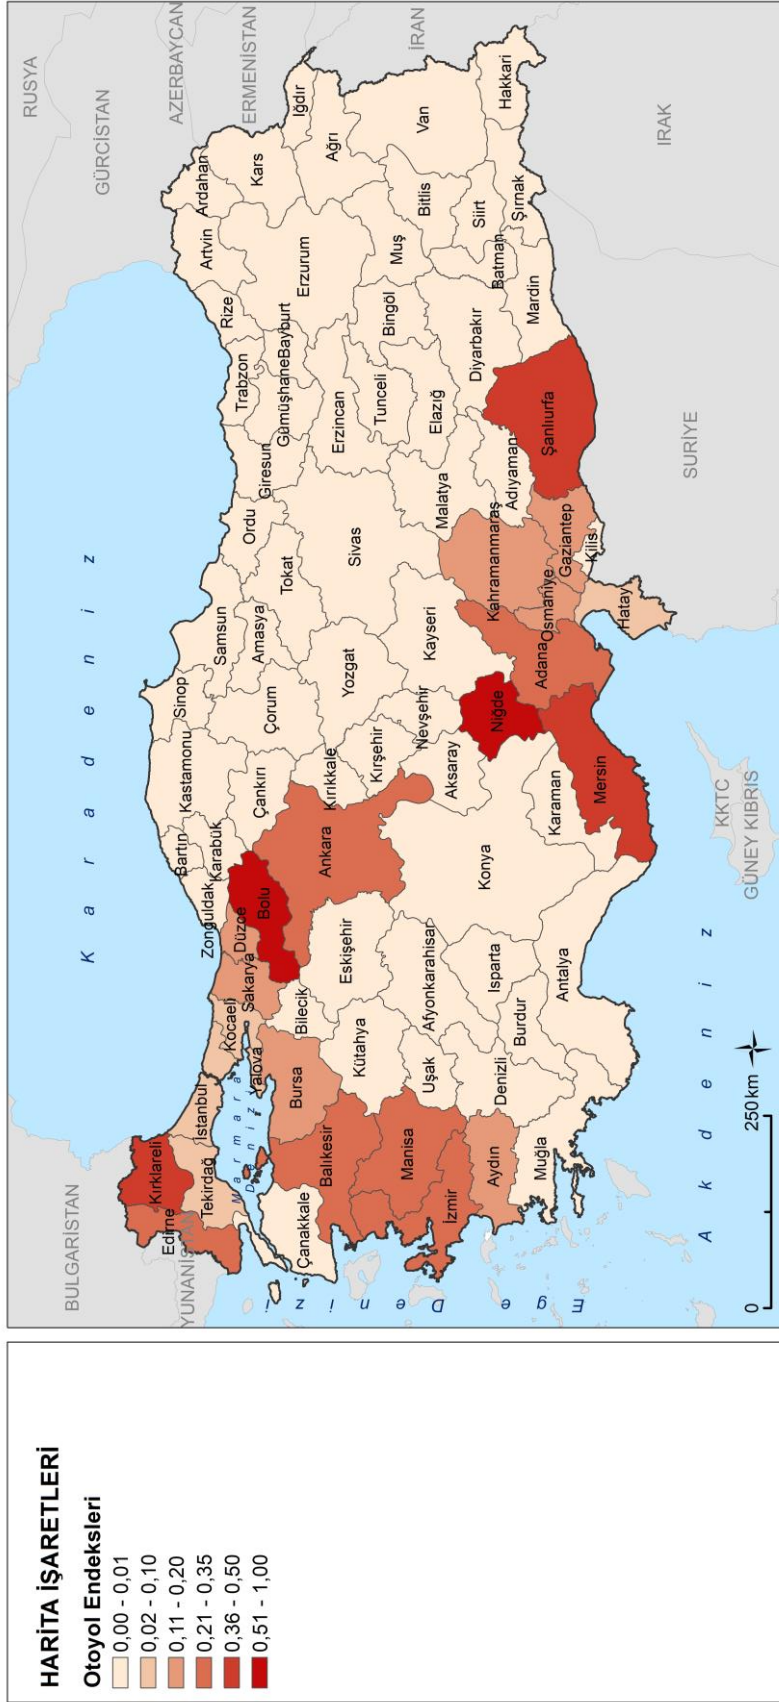 HARİTA İŞARETLERİ
Otoyol Endeksleri
0,00 - 0,01
0,02 - 0,10
0,11 - 0,20
0,21 - 0,35
0,36 - 0,50
0,51 - 1,00
BULGARİSTAN
YUNANİSTAN
RUSYA
GÜRCİSTAN
AZERBAYCAN
ERMENİSTAN
İRAN
IRAK
SURİYE
KKTC
GÜNEY KIBRIS
Karadeniz
Marmara
Denizi
Ege Denizi
Akdeniz
Kırklareli
Edirne
Tekirdağ
İstanbul
Kocaeli
Yalova
Sakarya
Düzce
Bolu
Zonguldak
Bartın
Karabük
Kastamonu
Sinop
Samsun
Ordu
Giresun
Trabzon
Rize
Artvin
Ardahan
Kars
Iğdır
Ağrı
Erzurum
Bayburt
Gümüşhane
Erzincan
Tunceli
Bingöl
Muş
Bitlis
Van
Hakkari
Şırnak
Siirt
Batman
Mardin
Diyarbakır
Elazığ
Malatya
Adıyaman
Şanlıurfa
Gaziantep
Kilis
Kahramanmaraş
Osmaniye
Hatay
Adana
Mersin
Niğde
Kayseri
Sivas
Tokat
Amasya
Çorum
Yozgat
Çankırı
Kırıkkale
Kırşehir
Nevşehir
Aksaray
Karaman
Konya
Ankara
Eskişehir
Bilecik
Bursa
Kütahya
Afyonkarahisar
Uşak
Isparta
Burdur
Antalya
Denizli
Muğla
Aydın
İzmir
Manisa
Balıkesir
Çanakkale
0
250 km